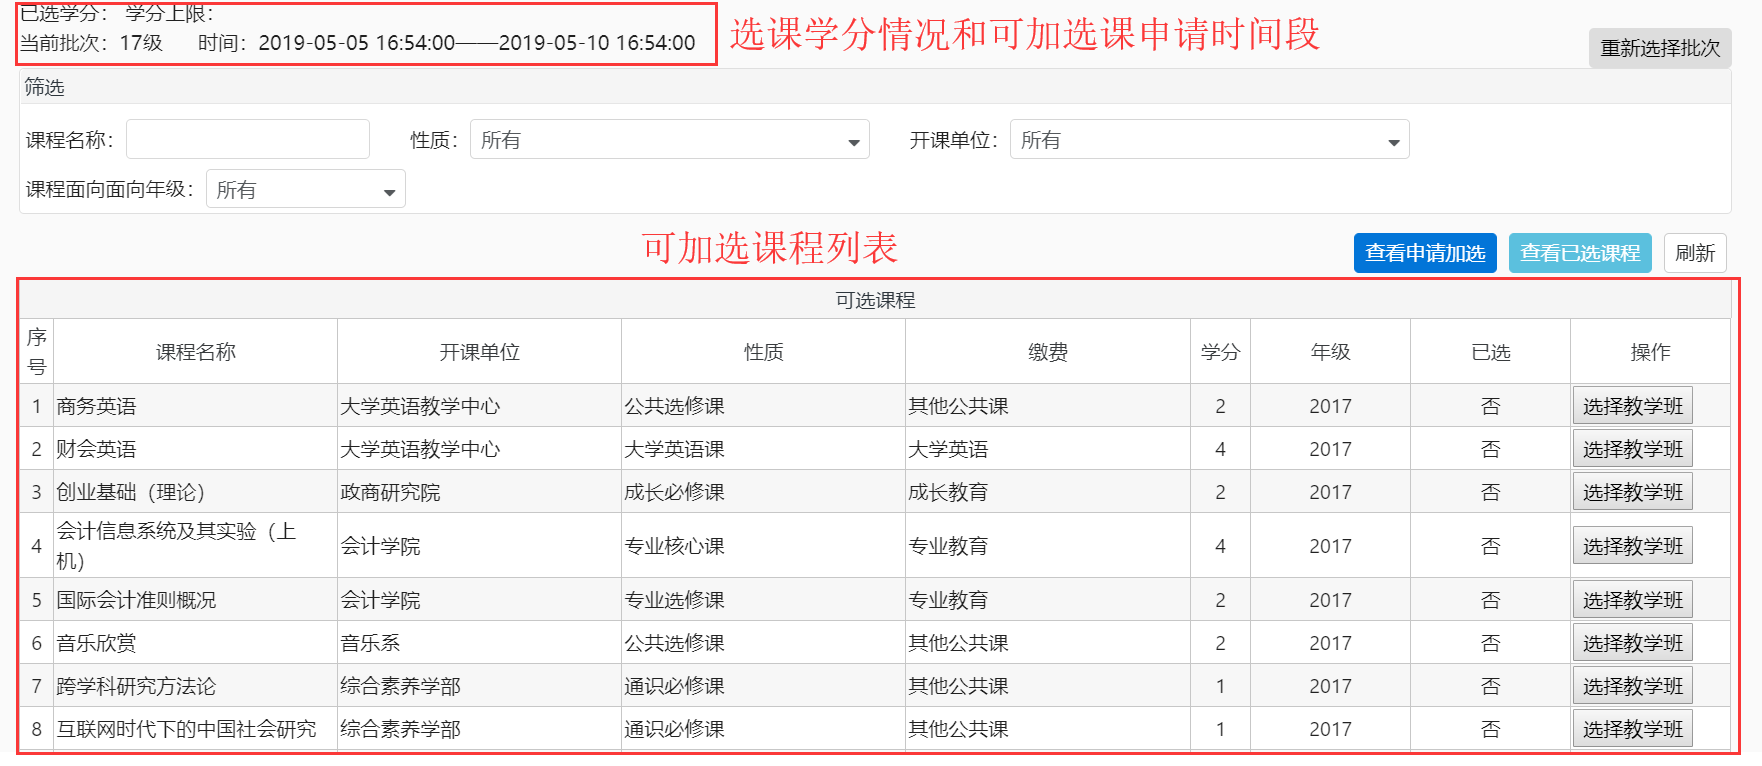 已选学分： 学分上限：
当前批次：17级 时间：2019-05-05 16:54:00——2019-05-10 16:54:00
选课学分情况和可加选课申请时间段
重新选择批次
筛选
课程名称： 性质： 所有 开课单位： 所有
课程面向面向年级： 所有
可加选课程列表
查看申请加选 查看已选课程 刷新
可选课程
序号 课程名称 开课单位 性质 缴费 学分 年级 已选 操作
1 商务英语 大学英语教学中心 公共选修课 其他公共课 2 2017 否 选择教学班
2 财会英语 大学英语教学中心 大学英语课 大学英语 4 2017 否 选择教学班
3 创业基础（理论） 政商研究院 成长必修课 成长教育 2 2017 否 选择教学班
4 会计信息系统及其实验（上机） 会计学院 专业核心课 专业教育 4 2017 否 选择教学班
5 国际会计准则概况 会计学院 专业选修课 专业教育 2 2017 否 选择教学班
6 音乐欣赏 音乐系 公共选修课 其他公共课 2 2017 否 选择教学班
7 跨学科研究方法论 综合素养学部 通识必修课 其他公共课 1 2017 否 选择教学班
8 互联网时代下的中国社会研究 综合素养学部 通识必修课 其他公共课 1 2017 否 选择教学班